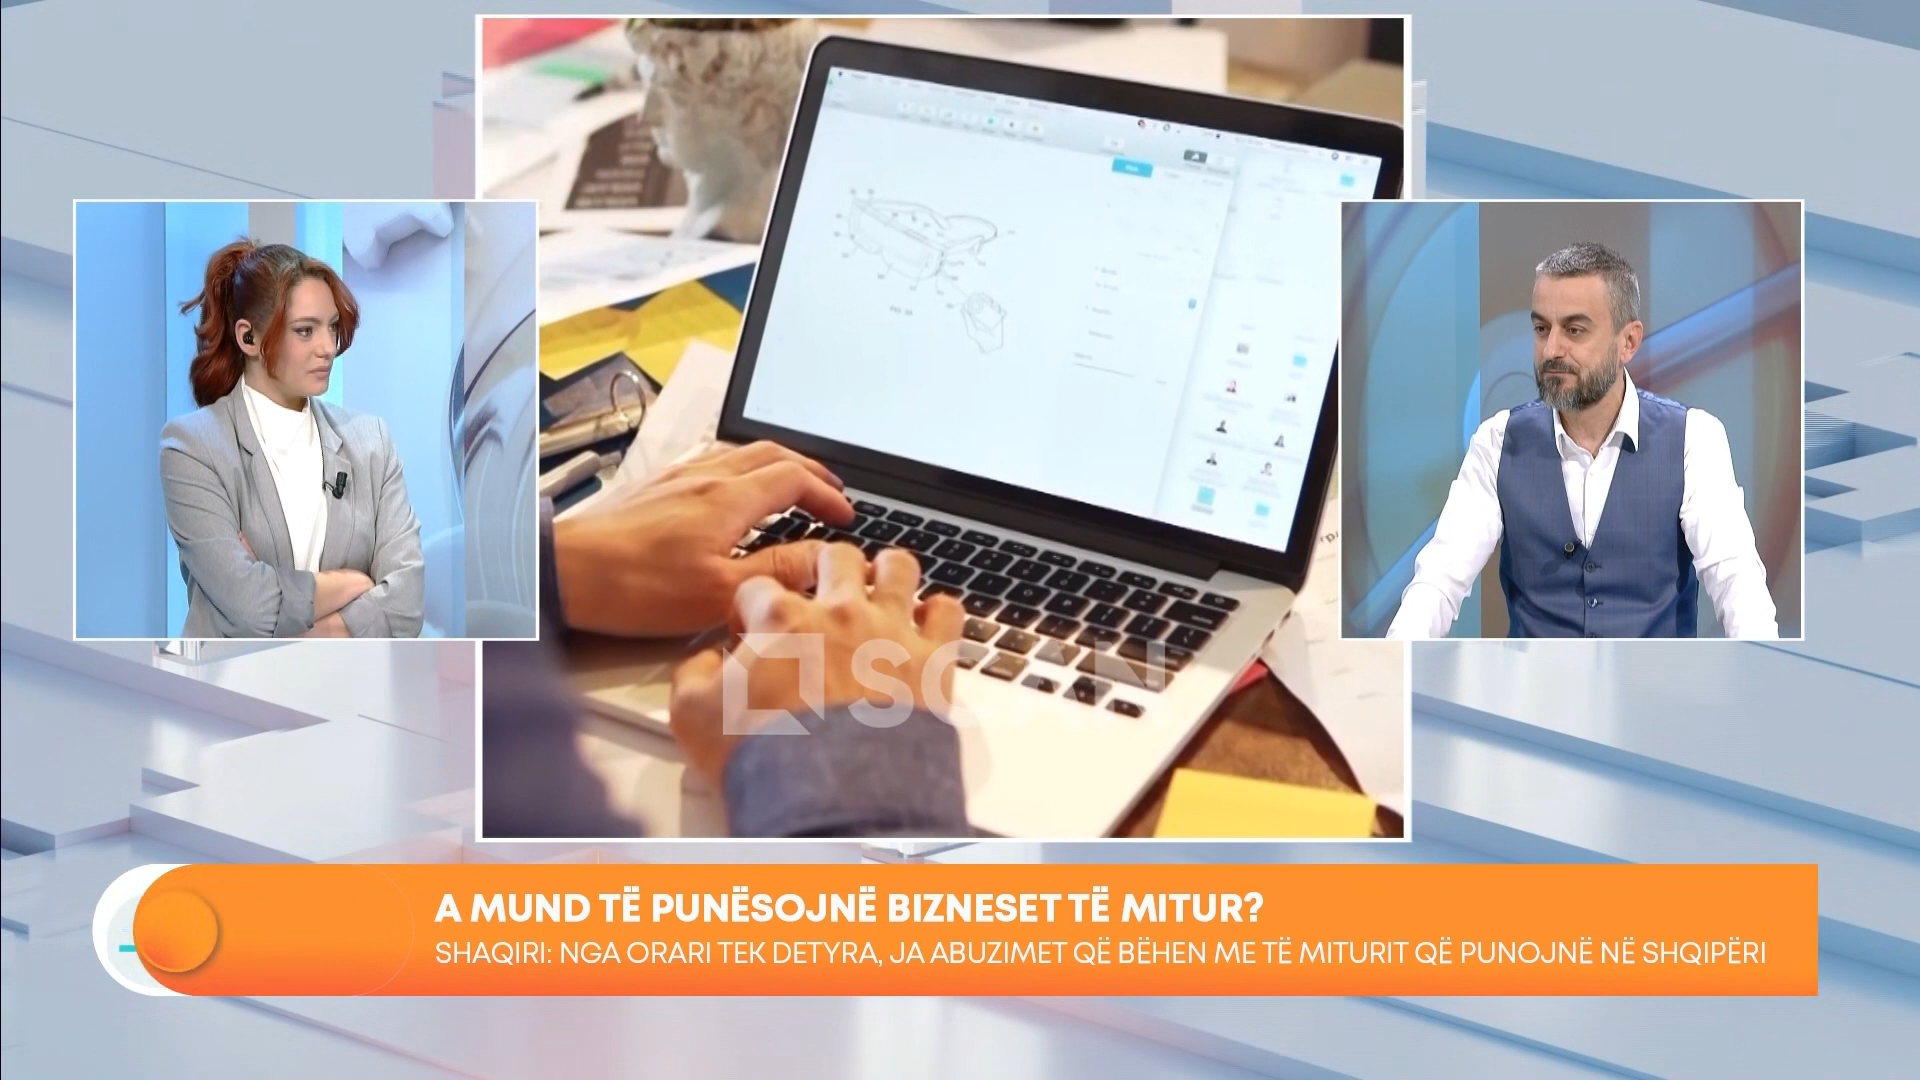 SCAN
A MUND TË PUNËSOJNË BIZNESET TË MITUR?
SHAQIRI: NGA ORARI TEK DETYRA, JA ABUZIMET QË BËHEN ME TË MITURIT QË PUNOJNË NË SHQIPËRI